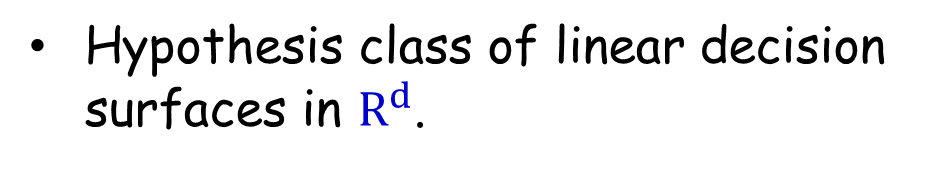 • Hypothesis class of linear decision
surfaces in Rᵈ.